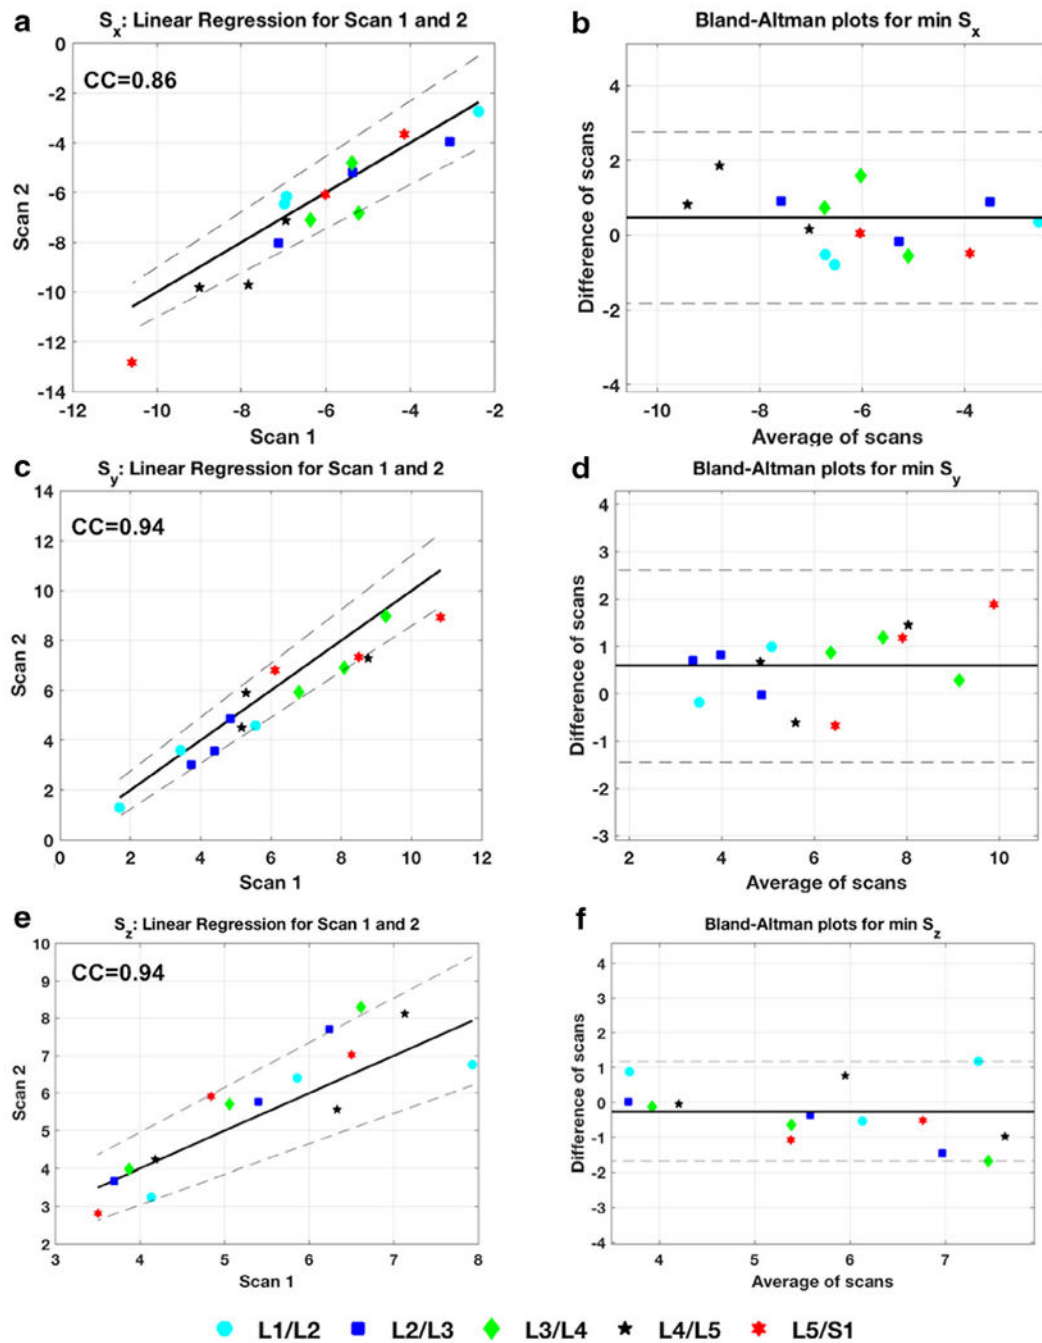 a
S_x: Linear Regression for Scan 1 and 2
CC=0.86
Scan 2
0
-2
-4
-6
-8
-10
-12
-14
-12 -10 -8 -6 -4 -2
Scan 1
b
Bland-Altman plots for min S_x
Difference of scans
4
2
0
-2
-4
-10 -8 -6 -4
Average of scans
c
S_y: Linear Regression for Scan 1 and 2
CC=0.94
Scan 2
14
12
10
8
6
4
2
0
0 2 4 6 8 10 12
Scan 1
d
Bland-Altman plots for min S_y
Difference of scans
4
3
2
1
0
-1
-2
-3
2 4 6 8 10
Average of scans
e
S_z: Linear Regression for Scan 1 and 2
CC=0.94
Scan 2
10
9
8
7
6
5
4
3
2
3 4 5 6 7 8
Scan 1
f
Bland-Altman plots for min S_z
Difference of scans
4
3
2
1
0
-1
-2
-3
-4
4 5 6 7
Average of scans
L1/L2 L2/L3 L3/L4 L4/L5 L5/S1